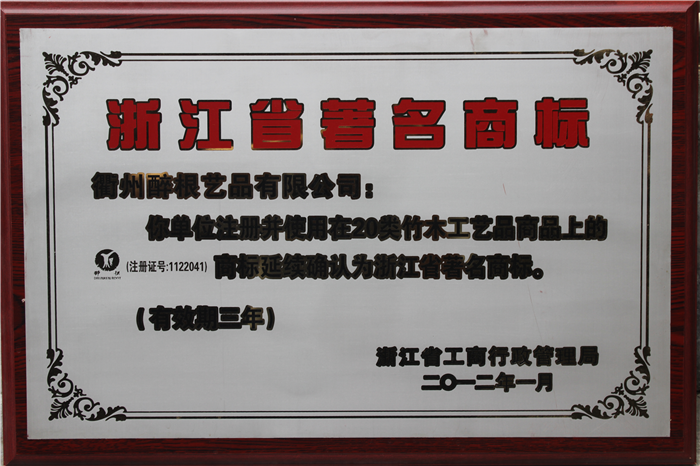 浙江省著名商标
衢州醉根艺品有限公司：
你单位注册并使用在20类竹木工艺品商品上的
(注册证号:1122041) 商标延续确认为浙江省著名商标。
（有效期三年）
浙江省工商行政管理局
二〇一二年一月